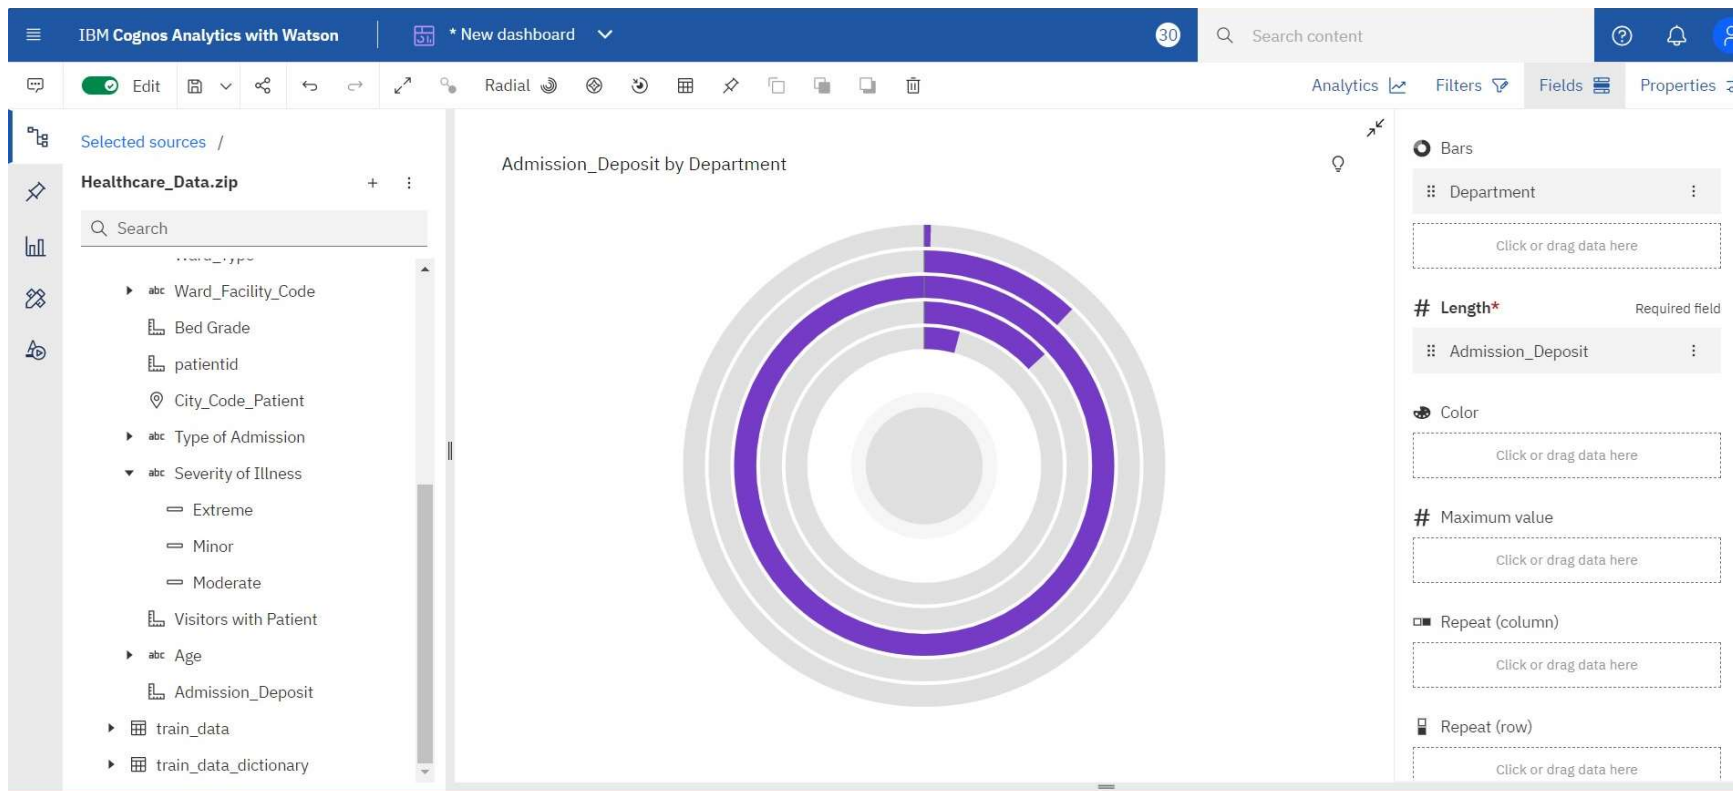 IBM Cognos Analytics with Watson
* New dashboard
30
Search content
Edit
Radial
Analytics
Filters
Fields
Properties
Selected sources /
Healthcare_Data.zip
Search
abc Ward_Facility_Code
Bed Grade
patientid
City_Code_Patient
abc Type of Admission
abc Severity of Illness
Extreme
Minor
Moderate
Visitors with Patient
abc Age
Admission_Deposit
train_data
train_data_dictionary
Admission_Deposit by Department
Bars
Department
Click or drag data here
# Length* Required field
Admission_Deposit
Color
Click or drag data here
# Maximum value
Click or drag data here
Repeat (column)
Click or drag data here
Repeat (row)
Click or drag data here